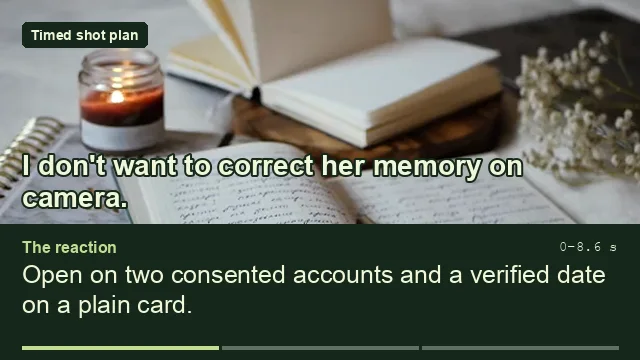 Timed shot plan
I don't want to correct her memory on
camera.
The reaction
0–8.6 s
Open on two consented accounts and a verified date
on a plain card.